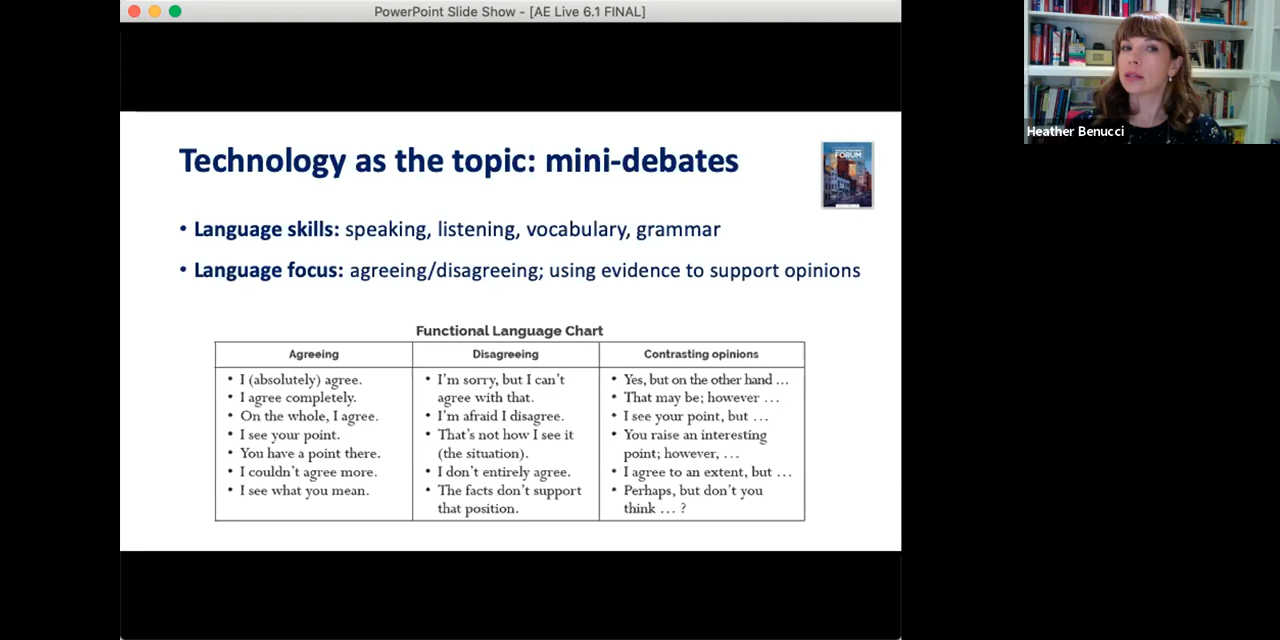 PowerPoint Slide Show - [AE Live 6.1 FINAL]
Heather Benucci
Technology as the topic: mini-debates
FORUM
• Language skills: speaking, listening, vocabulary, grammar
• Language focus: agreeing/disagreeing; using evidence to support opinions
Functional Language Chart
Agreeing
• I (absolutely) agree.
• I agree completely.
• On the whole, I agree.
• I see your point.
• You have a point there.
• I couldn't agree more.
• I see what you mean.
Disagreeing
• I'm sorry, but I can't
agree with that.
• I'm afraid I disagree.
• That's not how I see it
(the situation).
• I don't entirely agree.
• The facts don't support
that position.
Contrasting opinions
• Yes, but on the other hand …
• That may be; however …
• I see your point, but …
• You raise an interesting
point; however, …
• I agree to an extent, but …
• Perhaps, but don't you
think … ?